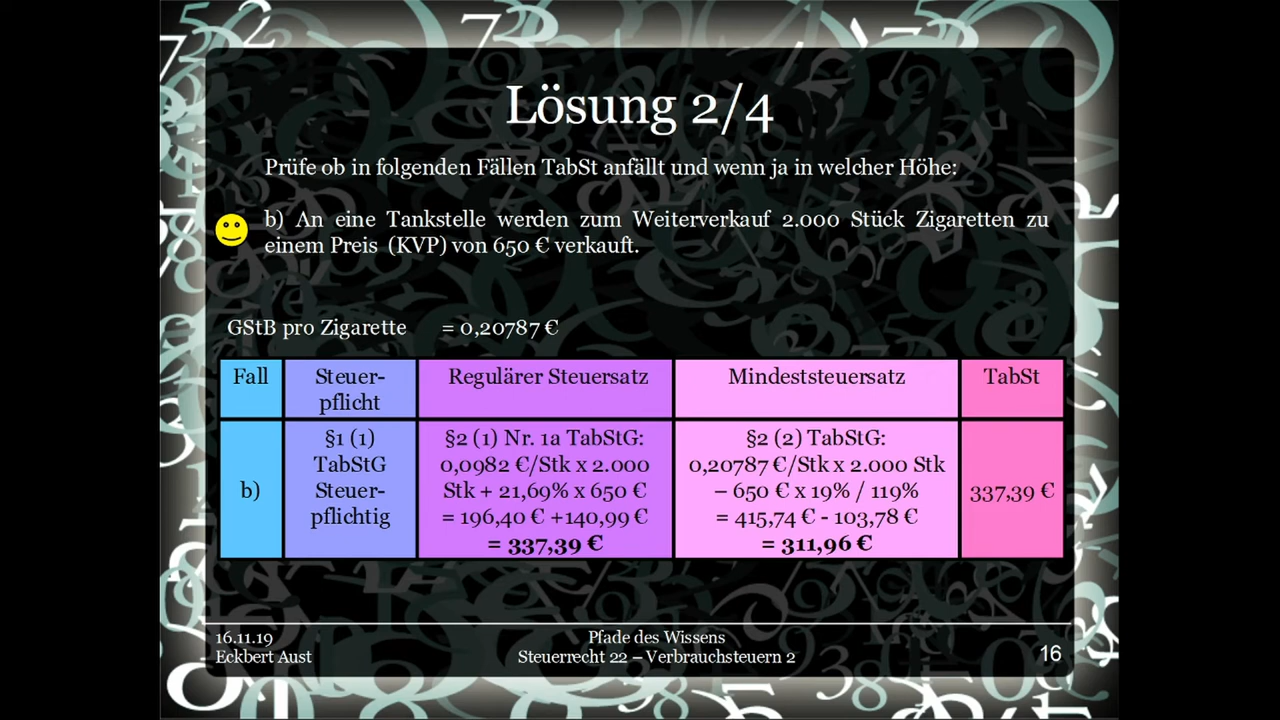 Lösung 2/4
Prüfe ob in folgenden Fällen TabSt anfällt und wenn ja in welcher Höhe:
b) An eine Tankstelle werden zum Weiterverkauf 2.000 Stück Zigaretten zu
einem Preis (KVP) von 650 € verkauft.
GStB pro Zigarette = 0,20787 €
Fall
Steuer-
pflicht
Regulärer Steuersatz
Mindeststeuersatz
TabSt
b)
§1 (1)
TabStG
Steuer-
pflichtig
§2 (1) Nr. 1a TabStG:
0,0982 €/Stk x 2.000
Stk + 21,69% x 650 €
= 196,40 € +140,99 €
= 337,39 €
§2 (2) TabStG:
0,20787 €/Stk x 2.000 Stk
– 650 € x 19% / 119%
= 415,74 € - 103,78 €
= 311,96 €
337,39 €
16.11.19
Eckbert Aust
Pfade des Wissens
Steuerrecht 22 – Verbrauchsteuern 2
16